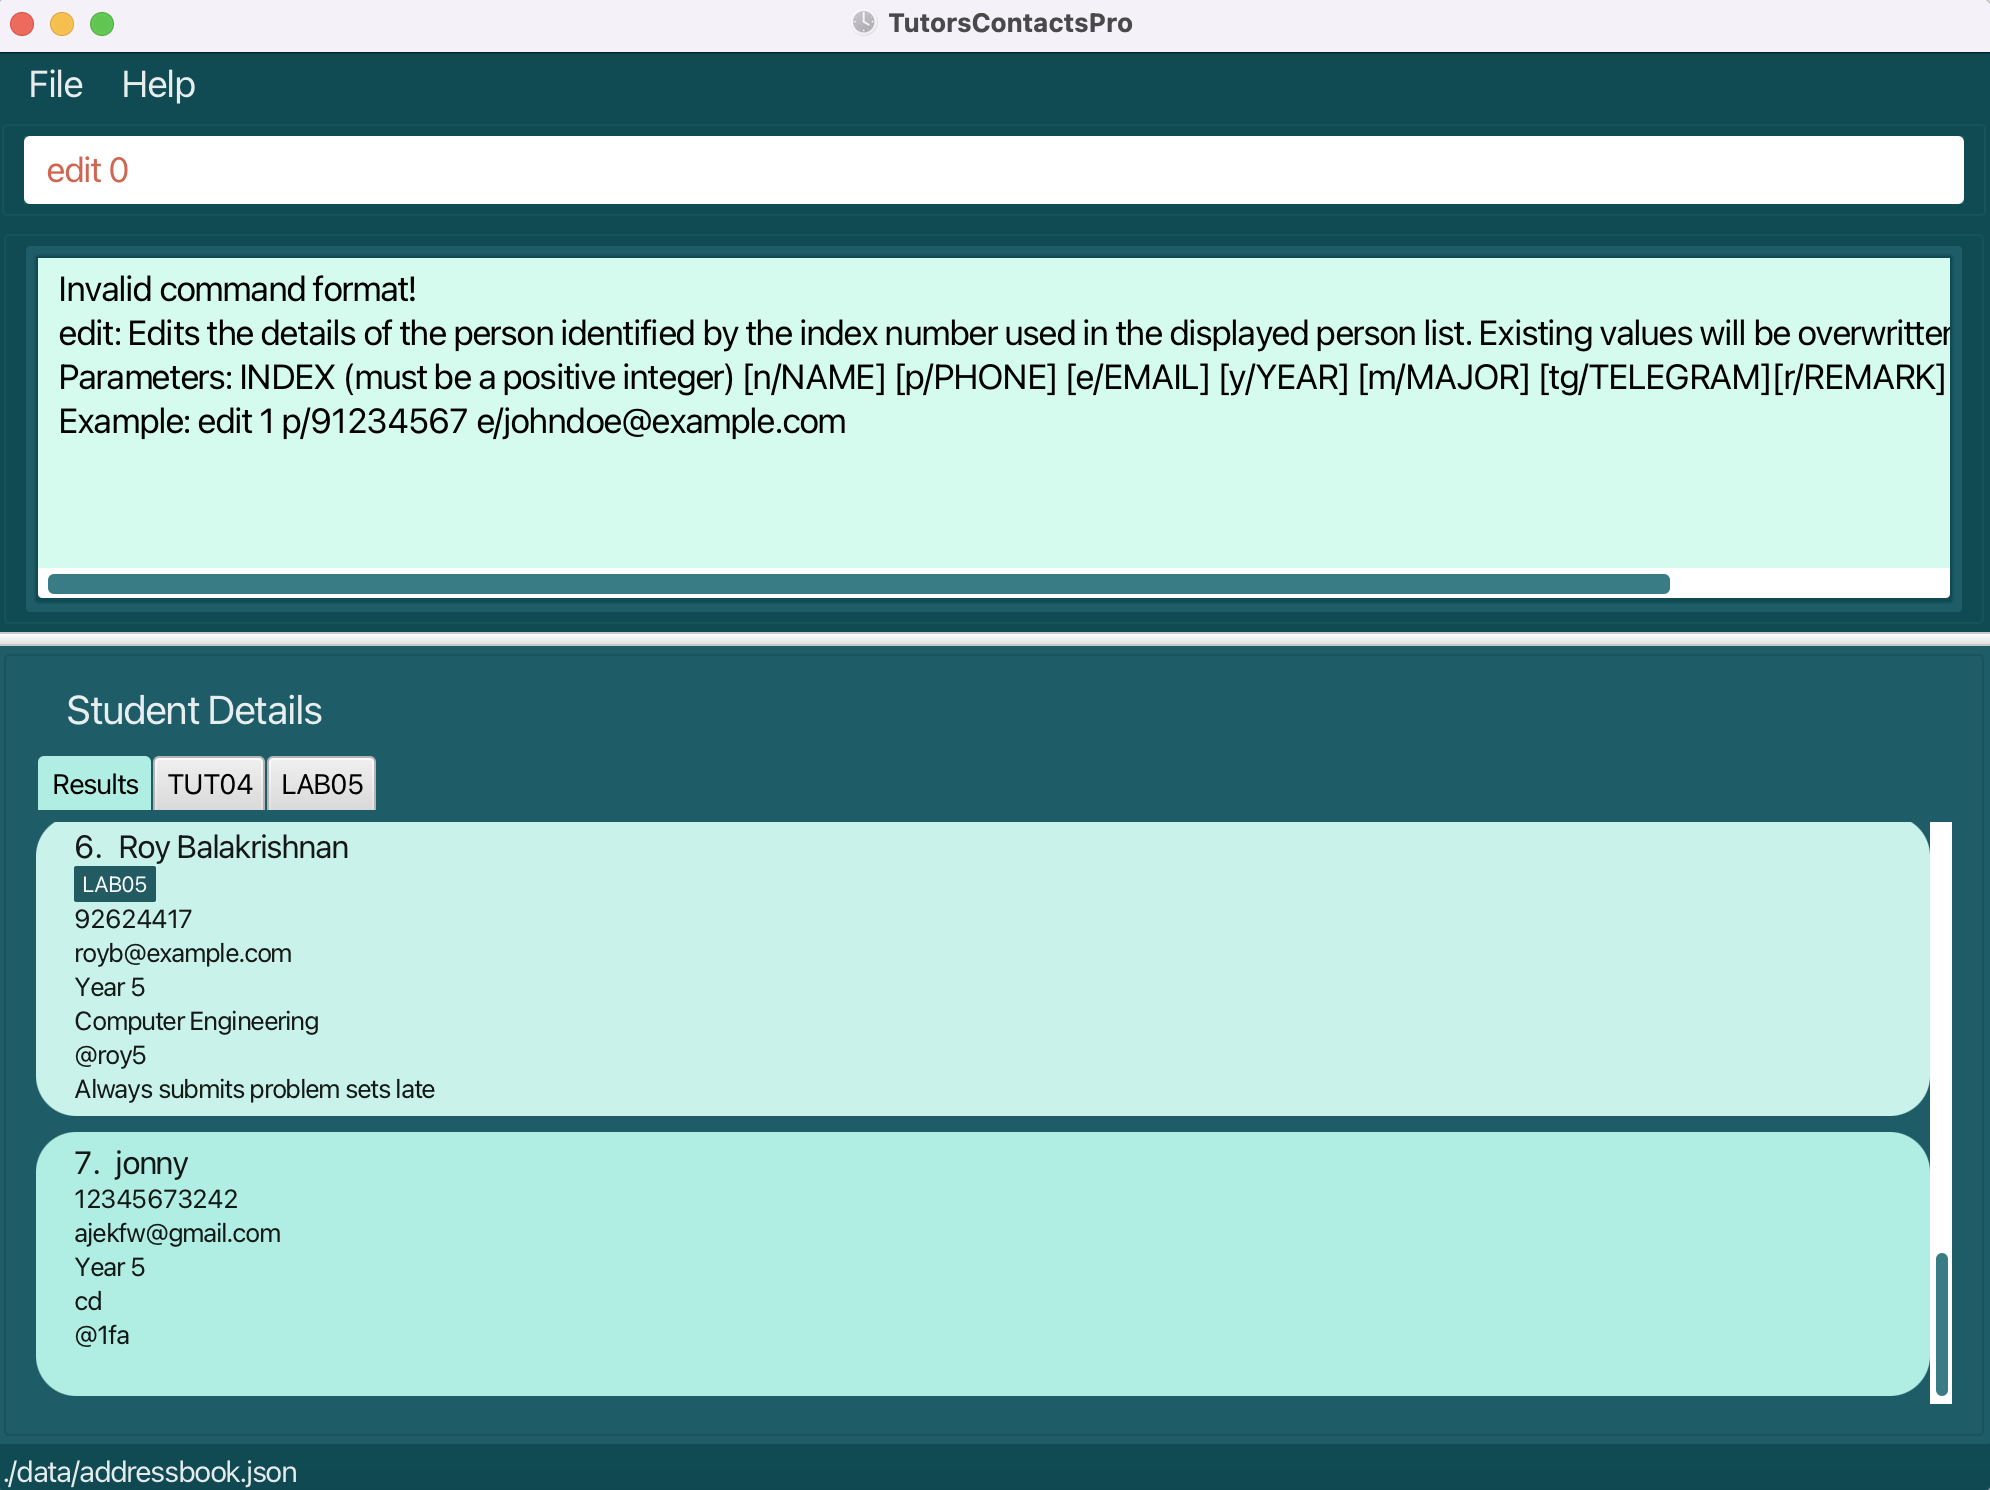 TutorsContactsPro
File Help
edit 0
Invalid command format!
edit: Edits the details of the person identified by the index number used in the displayed person list. Existing values will be overwritten
Parameters: INDEX (must be a positive integer) [n/NAME] [p/PHONE] [e/EMAIL] [y/YEAR] [m/MAJOR] [tg/TELEGRAM][r/REMARK]
Example: edit 1 p/91234567 e/johndoe@example.com
Student Details
Results TUT04 LAB05
6. Roy Balakrishnan
LAB05
92624417
royb@example.com
Year 5
Computer Engineering
@roy5
Always submits problem sets late
7. jonny
12345673242
ajekfw@gmail.com
Year 5
cd
@1fa
./data/addressbook.json